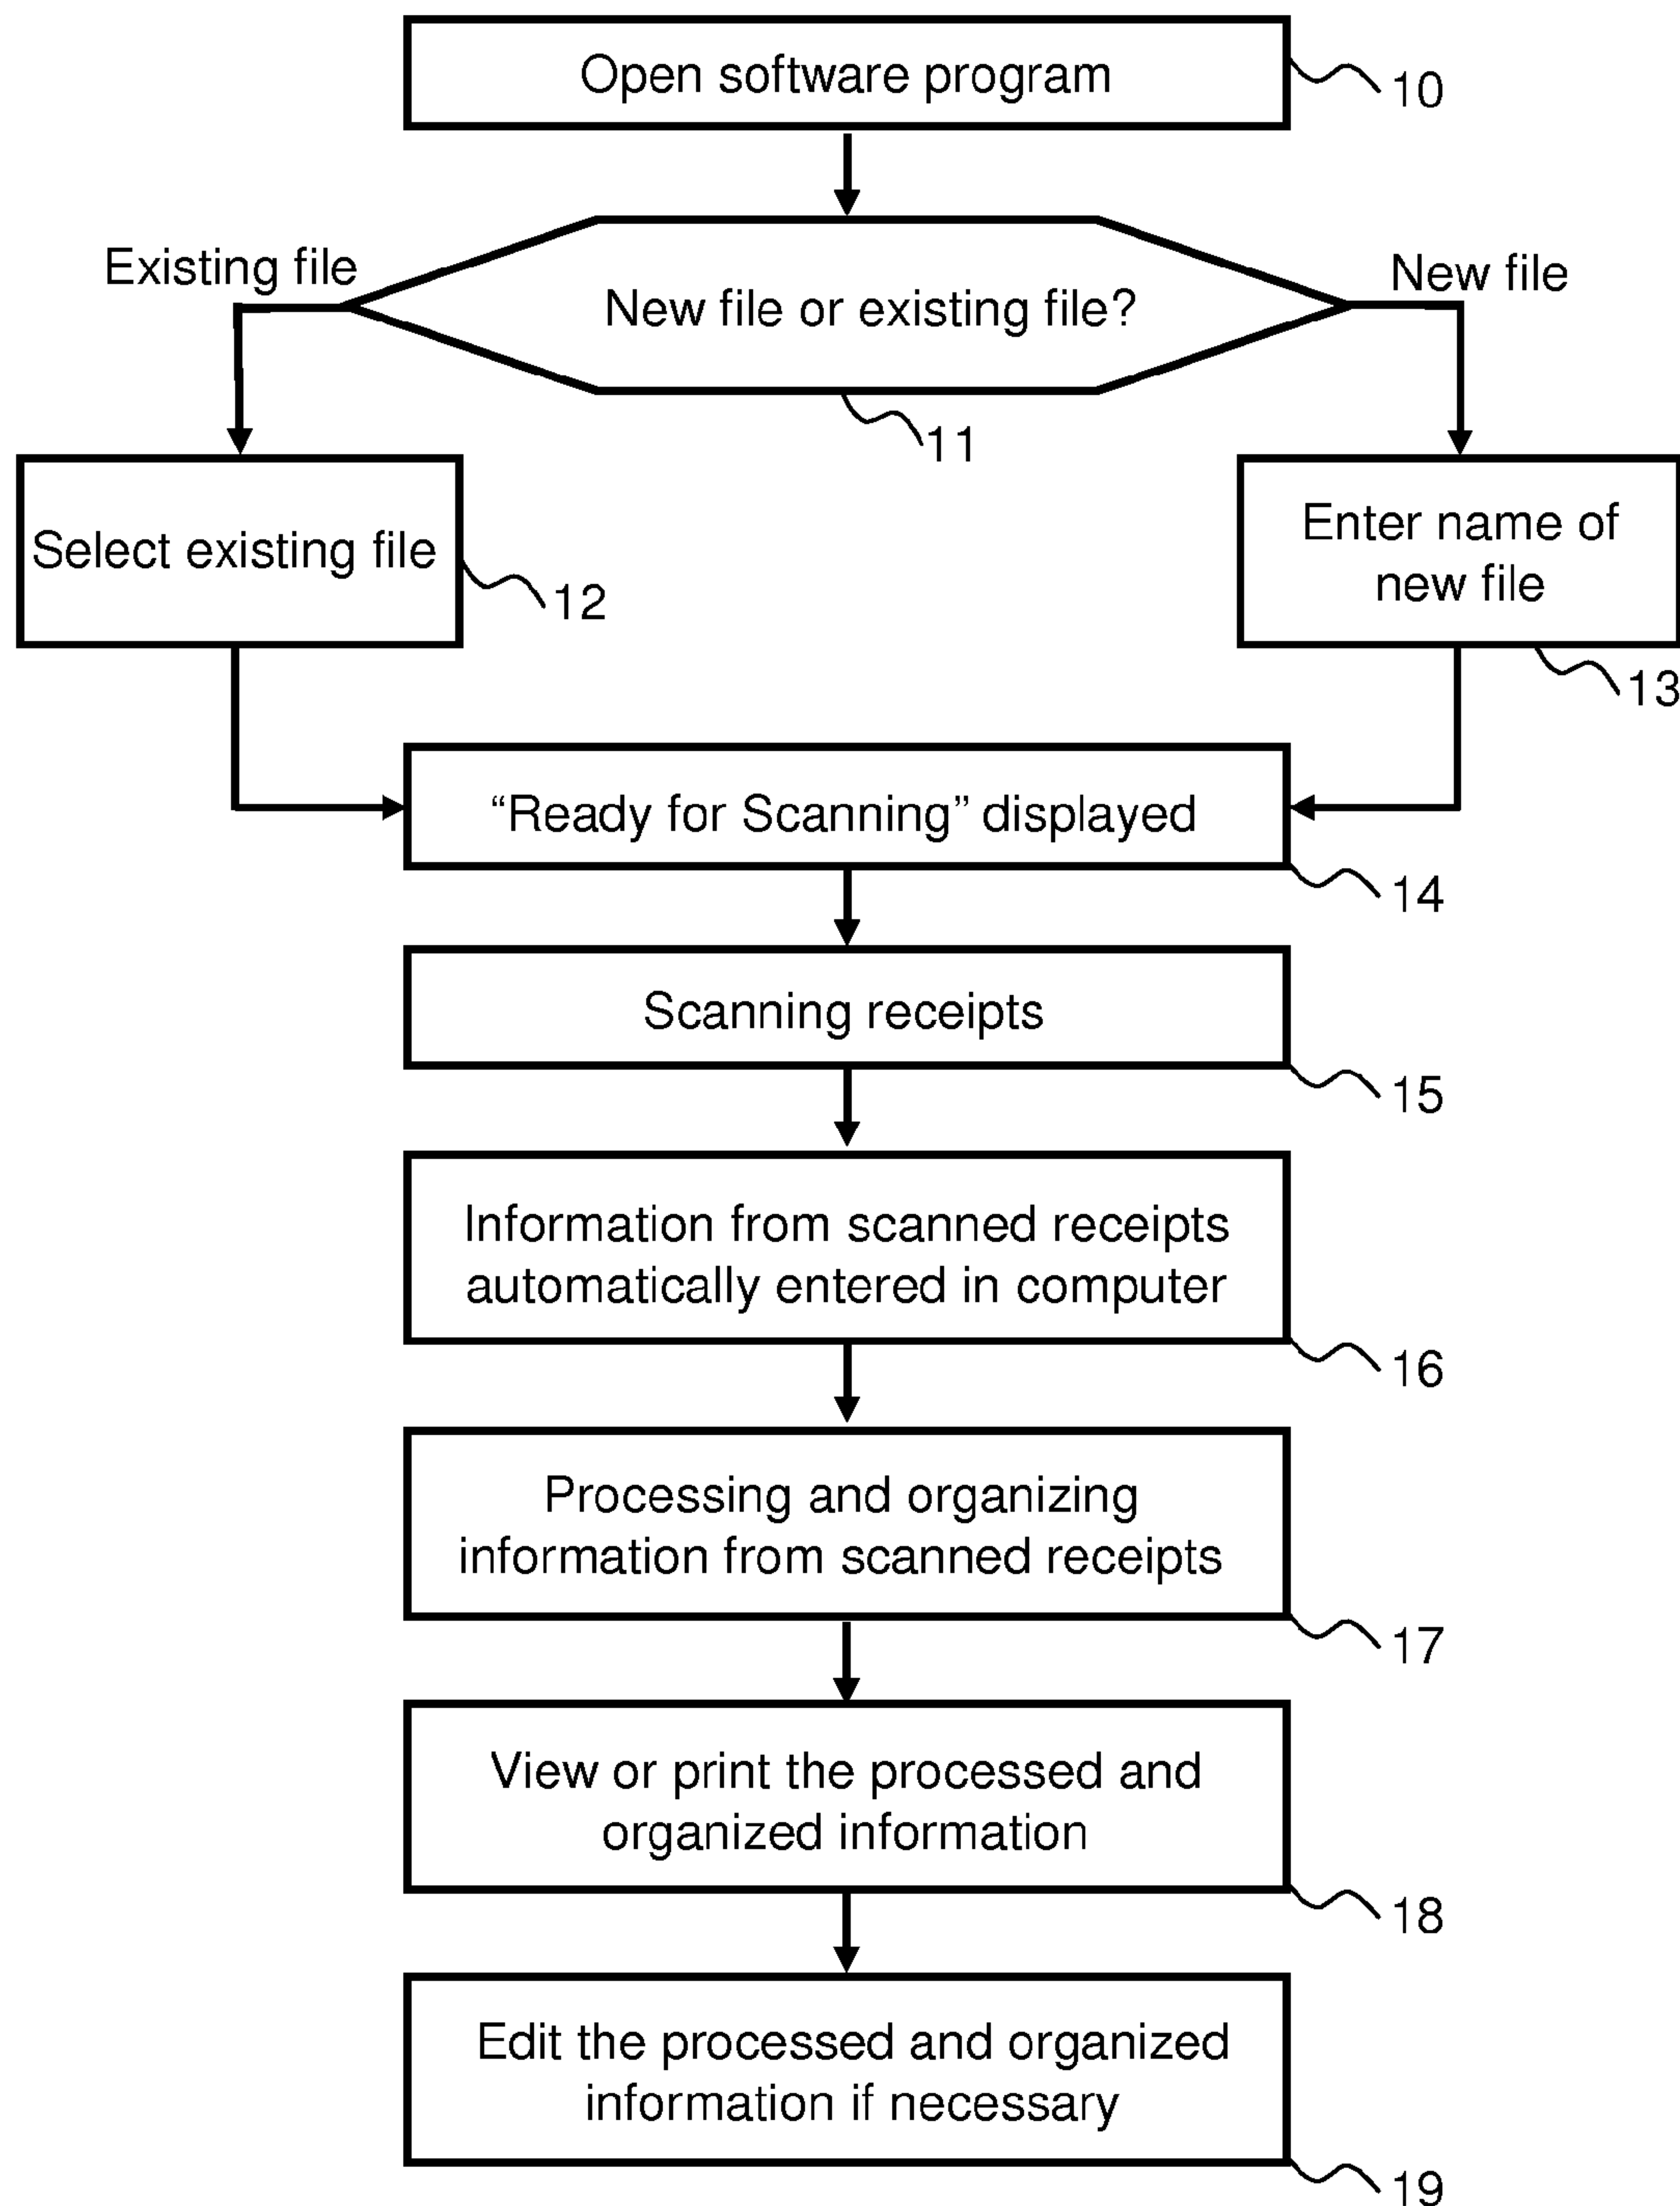 Open software program
10
Existing file
New file or existing file?
New file
11
Select existing file
12
Enter name of
new file
13
“Ready for Scanning” displayed
14
Scanning receipts
15
Information from scanned receipts
automatically entered in computer
16
Processing and organizing
information from scanned receipts
17
View or print the processed and
organized information
18
Edit the processed and organized
information if necessary
19